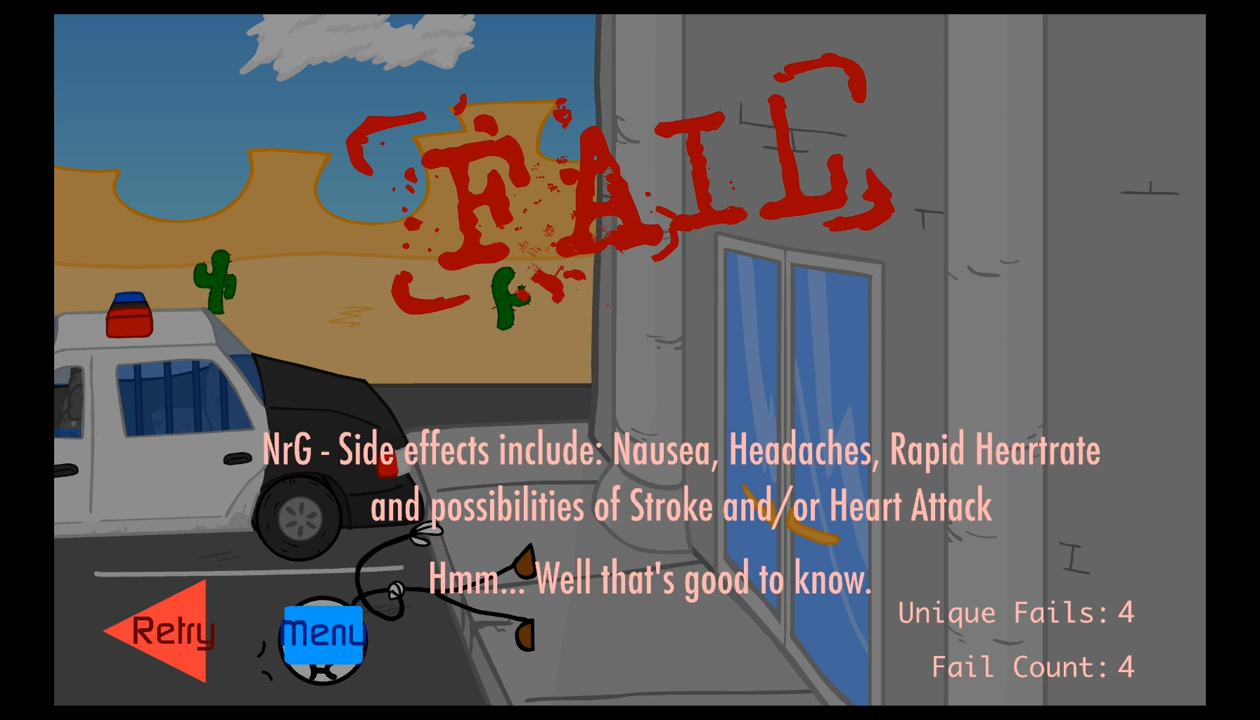 FAIL
NrG - Side effects include: Nausea, Headaches, Rapid Heartrate
and possibilities of Stroke and/or Heart Attack
Hmm... Well that's good to know.
Retry
Menu
Unique Fails: 4
Fail Count: 4